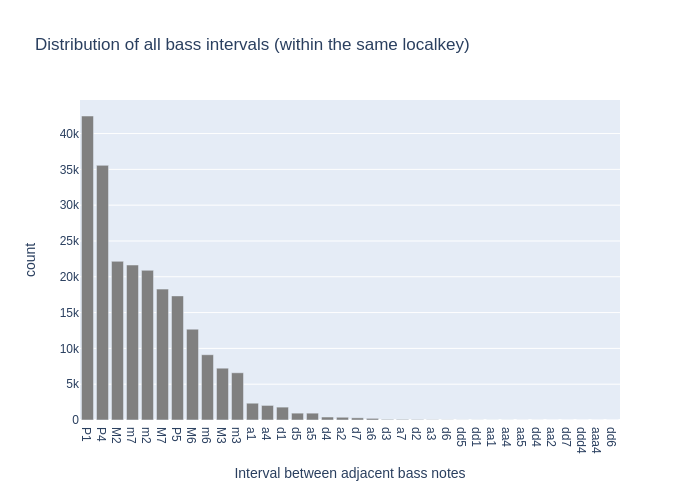 Distribution of all bass intervals (within the same localkey)
40k
35k
30k
25k
20k
15k
10k
5k
0
count
P1 P4 M2 m7 m2 M7 P5 M6 m6 M3 m3 a1 a4 d1 d5 a5 d4 a2 d7 a6 d3 a7 d2 a3 d6 dd5 dd1 aa1 aa4 aa5 dd4 aa2 dd7 ddd4 aaa4 dd6
Interval between adjacent bass notes